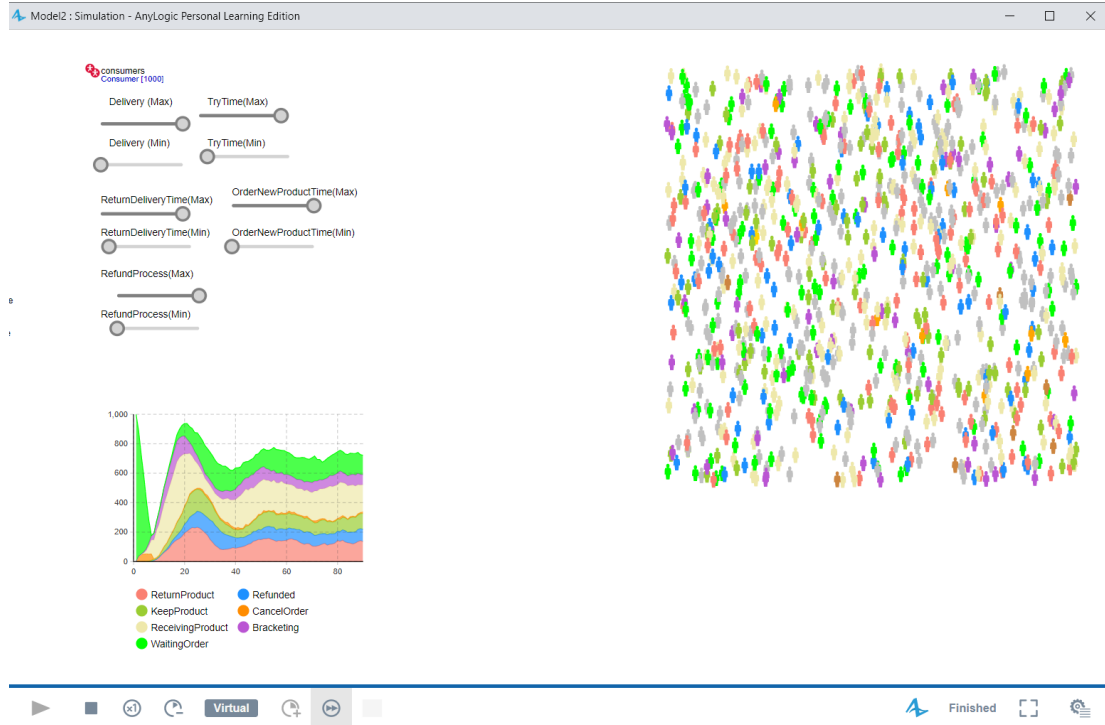 Model2 : Simulation - AnyLogic Personal Learning Edition
consumers
Consumer [1000]
Delivery (Max)
TryTime(Max)
Delivery (Min)
TryTime(Min)
ReturnDeliveryTime(Max)
OrderNewProductTime(Max)
ReturnDeliveryTime(Min)
OrderNewProductTime(Min)
RefundProcess(Max)
e
RefundProcess(Min)
e
1,000
800
600
400
200
0
0 20 40 60 80
ReturnProduct
Refunded
KeepProduct
CancelOrder
ReceivingProduct
Bracketing
WaitingOrder
x1
Virtual
Finished